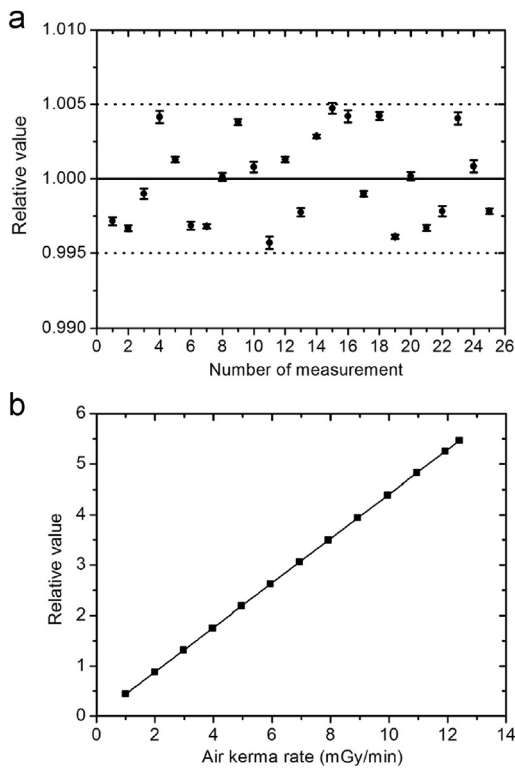 a
1.010
1.005
1.000
0.995
0.990
Relative value
0 2 4 6 8 10 12 14 16 18 20 22 24 26
Number of measurement
b
6
5
4
3
2
1
0
Relative value
0 2 4 6 8 10 12 14
Air kerma rate (mGy/min)